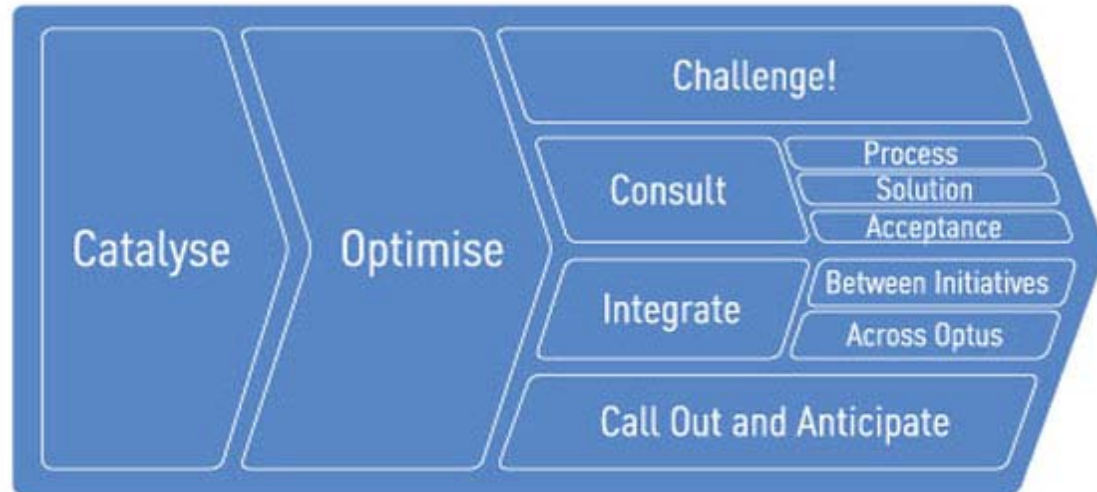 Catalyse
Optimise
Challenge!
Consult
Process
Solution
Acceptance
Integrate
Between Initiatives
Across Optus
Call Out and Anticipate